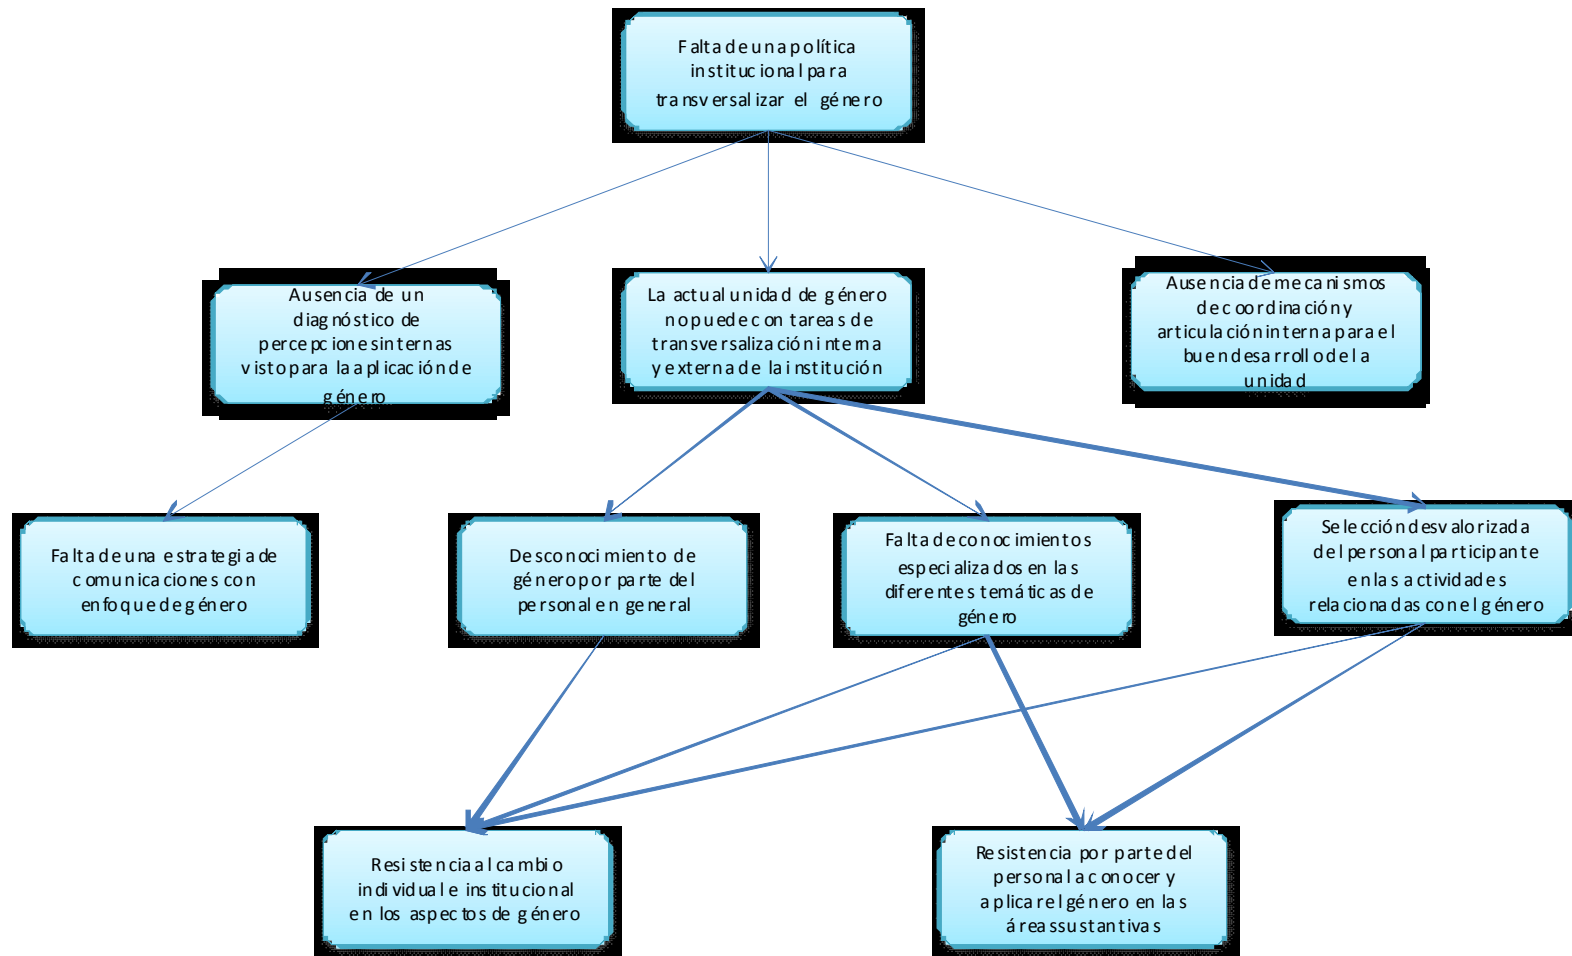 Falta de una política
institucional para
transversalizar el género
Ausencia de un
diagnóstico de
percepciones internas
visto para la aplicación de
género
La actual unidad de género
no puede con tareas de
transversalización interna
y externa de la institución
Ausencia de mecanismos
de coordinación y
articulación interna para el
buen desarrollo de la
unidad
Falta de una estrategia de
comunicaciones con
enfoque de género
Desconocimiento de
género por parte del
personal en general
Falta de conocimientos
especializados en las
diferentes temáticas de
género
Selección desvalorizada
del personal participante
en las actividades
relacionadas con el género
Resistencia al cambio
individual e institucional
en los aspectos de género
Resistencia por parte del
personal a conocer y
aplicar el género en las
áreas sustantivas